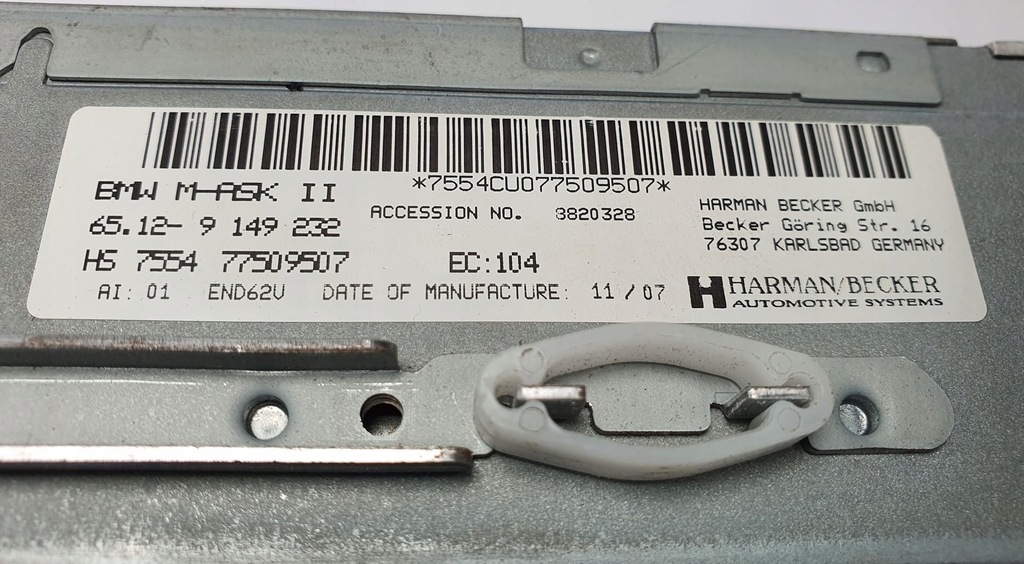 *7554CU077509507*
BMW M-ASK II
ACCESSION NO. 3820328
65.12- 9 149 232
HS 7554 77509507
EC:104
AI: 01 END62V DATE OF MANUFACTURE: 11/07
HARMAN BECKER GmbH
Becker Göring Str. 16
76307 KARLSBAD GERMANY
HARMAN/BECKER
AUTOMOTIVE SYSTEMS